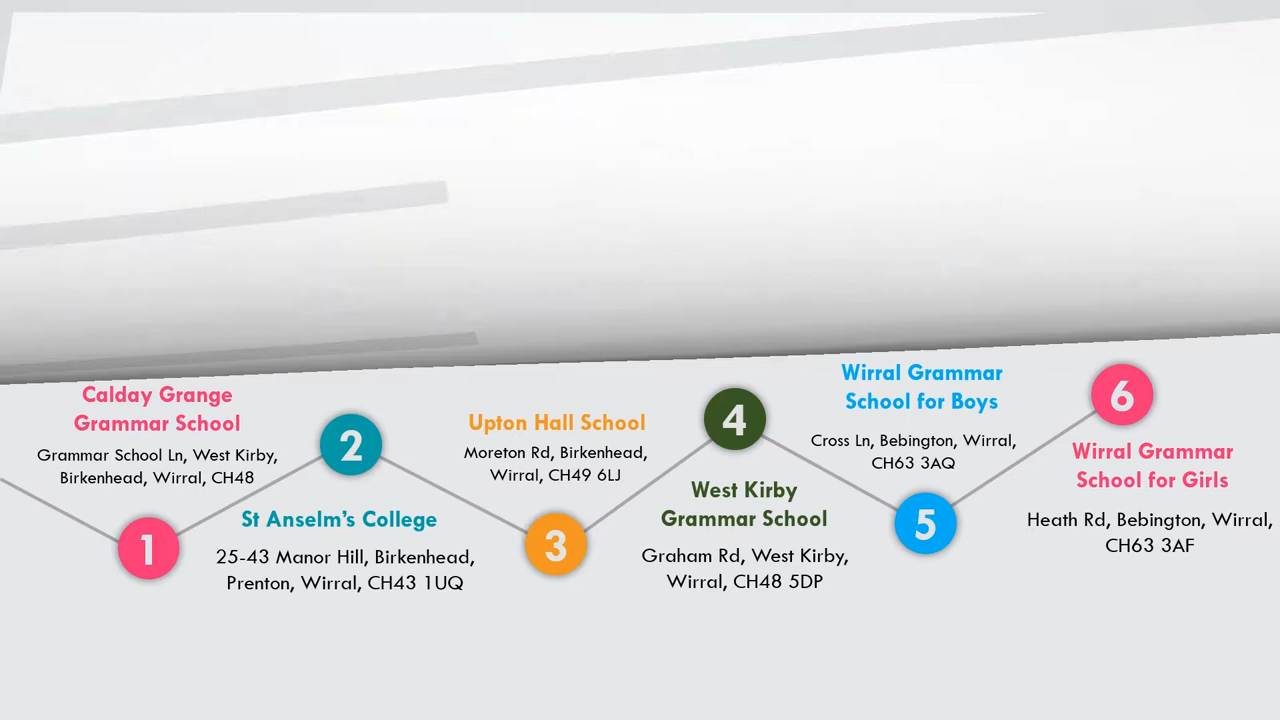 Calday Grange
Grammar School
Grammar School Ln, West Kirby,
Birkenhead, Wirral, CH48
1
2
St Anselm’s College
25-43 Manor Hill, Birkenhead,
Prenton, Wirral, CH43 1UQ
Upton Hall School
Moreton Rd, Birkenhead,
Wirral, CH49 6LJ
3
4
West Kirby
Grammar School
Graham Rd, West Kirby,
Wirral, CH48 5DP
Wirral Grammar
School for Boys
Cross Ln, Bebington, Wirral,
CH63 3AQ
5
6
Wirral Grammar
School for Girls
Heath Rd, Bebington, Wirral,
CH63 3AF